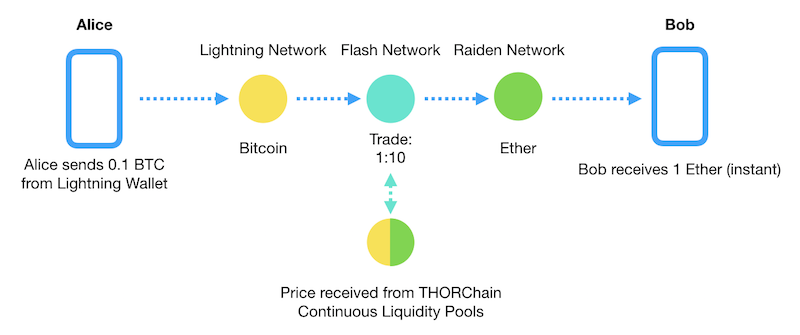 Alice
Bob
Lightning Network
Flash Network
Raiden Network
Bitcoin
Trade:
1:10
Ether
Alice sends 0.1 BTC
from Lightning Wallet
Bob receives 1 Ether (instant)
Price received from THORChain
Continuous Liquidity Pools